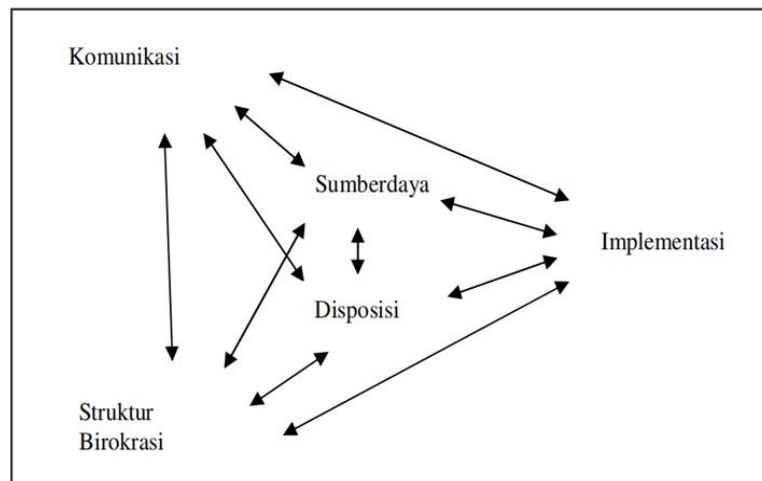 Komunikasi
Sumberdaya
Implementasi
Disposisi
Struktur
Birokrasi